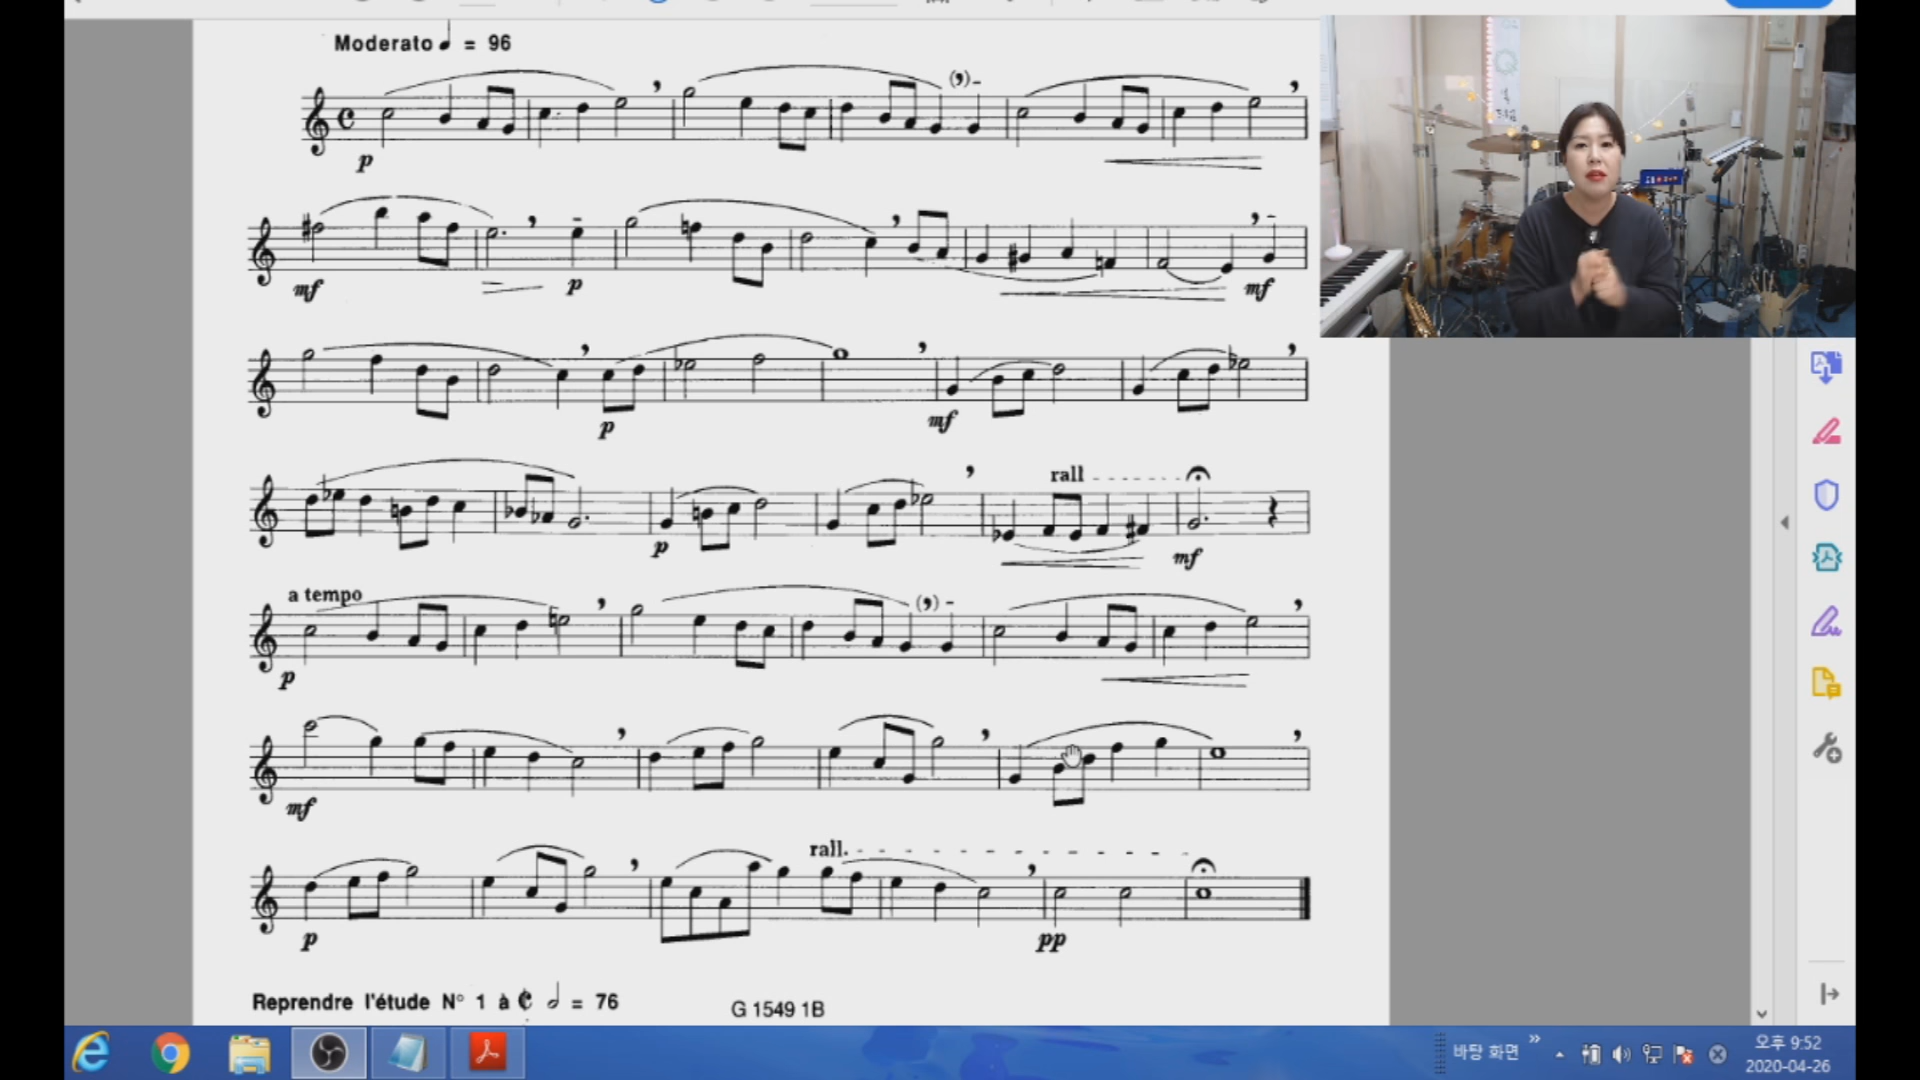 Moderato ♩ = 96
p
mf
p
mf
p
mf
rall
p
mf
a tempo
p
mf
rall.
p
pp
Reprendre l'étude N° 1 à 𝄵 𝅗𝅥 = 76
G 1549 1B
바탕 화면
오후 9:52
2020-04-26